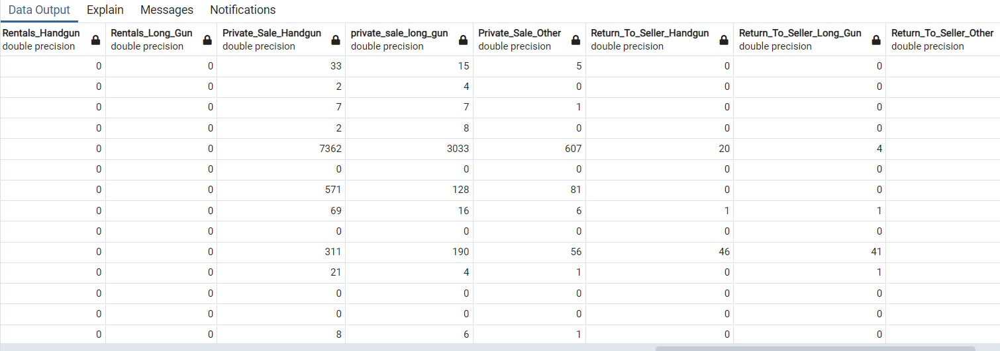 Data Output Explain Messages Notifications
Rentals_Handgun Rentals_Long_Gun Private_Sale_Handgun private_sale_long_gun Private_Sale_Other Return_To_Seller_Handgun Return_To_Seller_Long_Gun Return_To_Seller_Other
double precision double precision double precision double precision double precision double precision double precision double precision
0 0 33 15 5 0 0
0 0 2 4 0 0 0
0 0 7 7 1 0 0
0 0 2 8 0 0 0
0 0 7362 3033 607 20 4
0 0 0 0 0 0 0
0 0 571 128 81 0 0
0 0 69 16 6 1 1
0 0 0 0 0 0 0
0 0 311 190 56 46 41
0 0 21 4 1 0 1
0 0 0 0 0 0 0
0 0 0 0 0 0 0
0 0 8 6 1 0 0